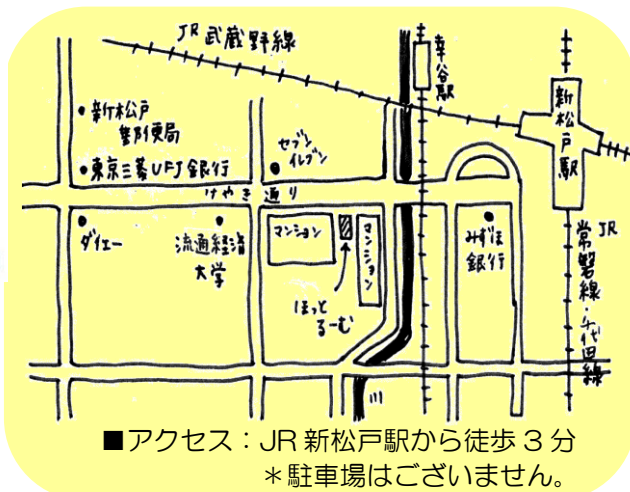 JR 武蔵野線
幸谷駅
新松戸駅
新松戸
郵便局
セブン
イレブン
東京三菱UFJ銀行
けやき通り
ダイエー
流通経済
大学
マンション
マンション
みずほ
銀行
JR
常磐線・千代田線
ほっと
るーむ
川
■アクセス：JR 新松戸駅から徒歩 3 分
＊駐車場はございません。